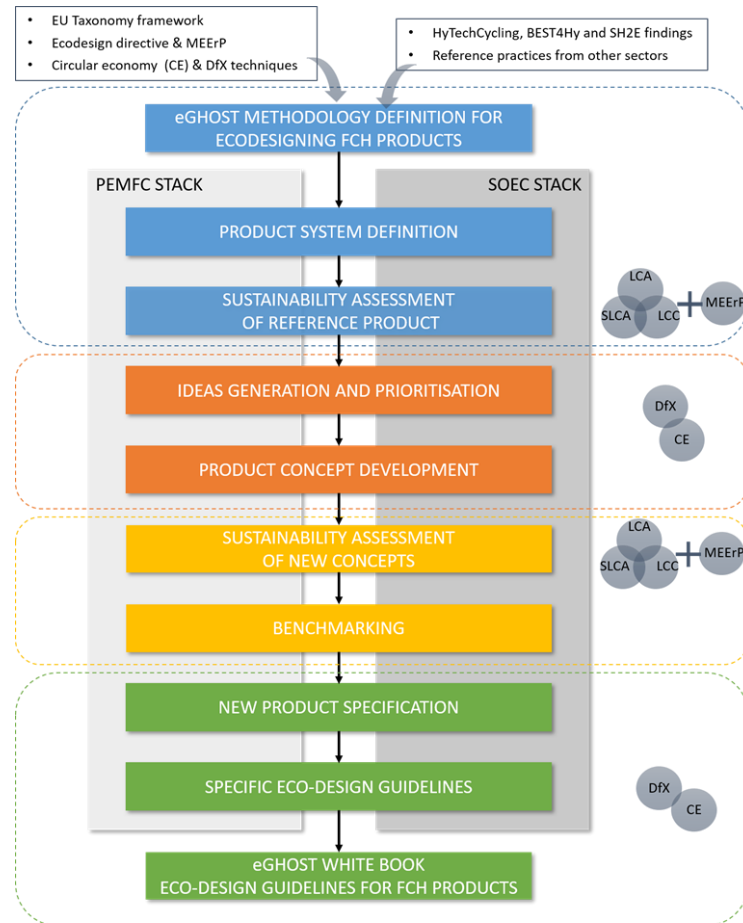 • EU Taxonomy framework
• Ecodesign directive & MEErP
• Circular economy (CE) & DfX techniques
• HyTechCycling, BEST4Hy and SH2E findings
• Reference practices from other sectors
eGHOST METHODOLOGY DEFINITION FOR
ECODESIGNING FCH PRODUCTS
PEMFC STACK
SOEC STACK
PRODUCT SYSTEM DEFINITION
SUSTAINABILITY ASSESSMENT
OF REFERENCE PRODUCT
LCA
SLCA
LCC
MEErP
IDEAS GENERATION AND PRIORITISATION
DfX
CE
PRODUCT CONCEPT DEVELOPMENT
SUSTAINABILITY ASSESSMENT
OF NEW CONCEPTS
LCA
SLCA
LCC
MEErP
BENCHMARKING
NEW PRODUCT SPECIFICATION
SPECIFIC ECO-DESIGN GUIDELINES
DfX
CE
eGHOST WHITE BOOK
ECO-DESIGN GUIDELINES FOR FCH PRODUCTS